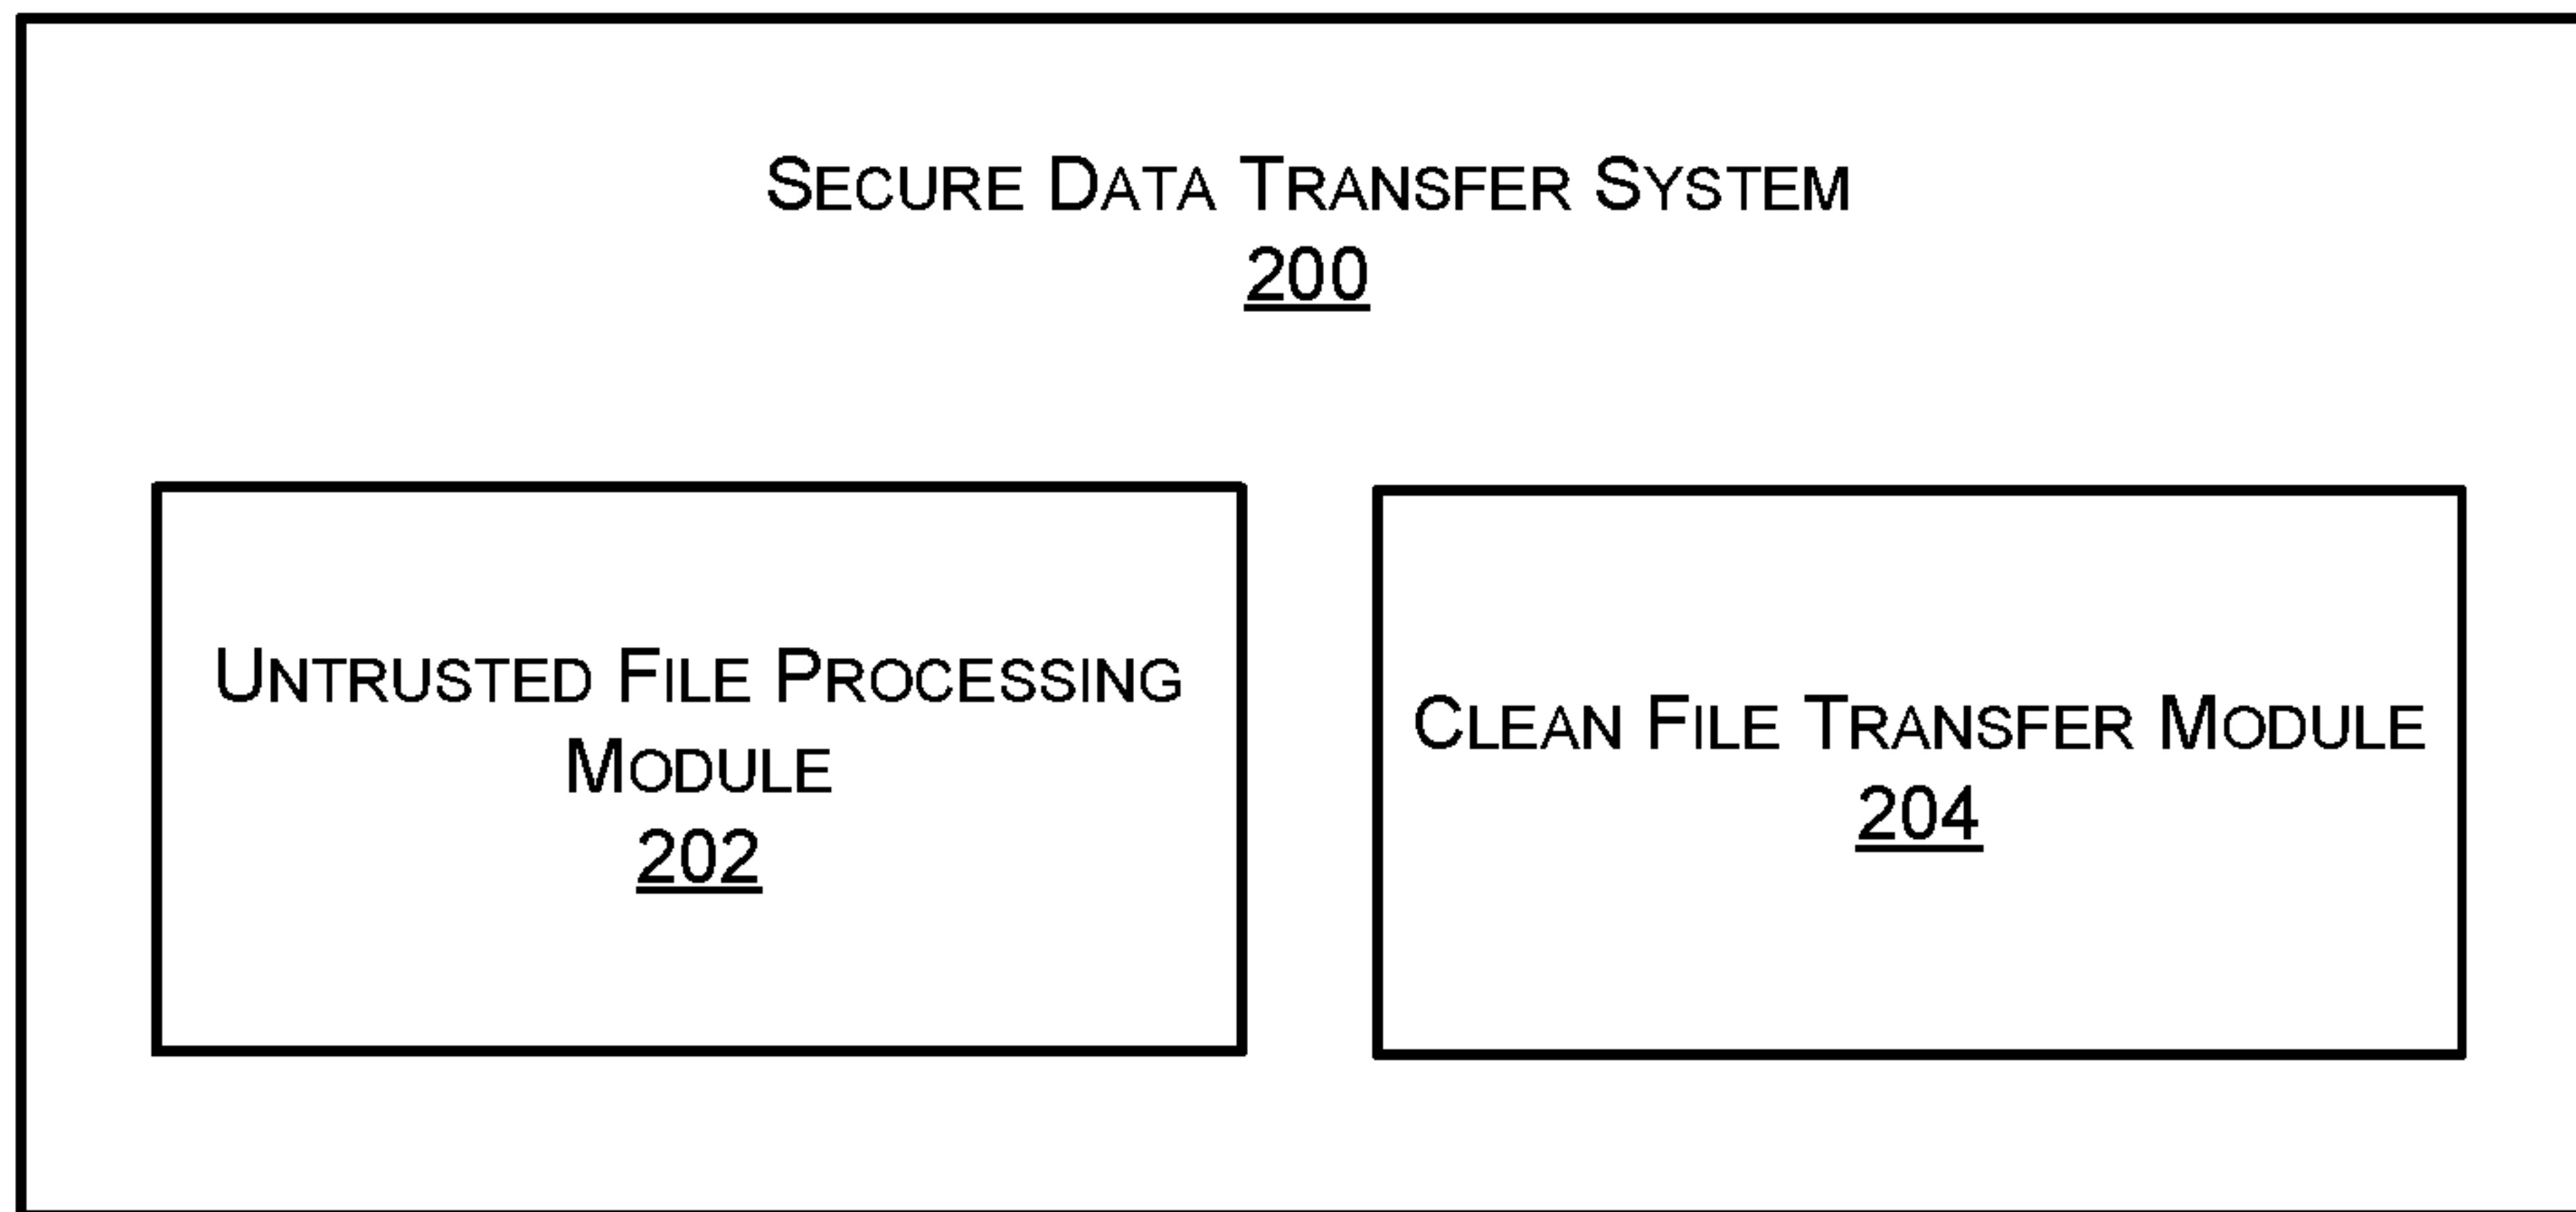 SECURE DATA TRANSFER SYSTEM
200
UNTRUSTED FILE PROCESSING
MODULE
202
CLEAN FILE TRANSFER MODULE
204